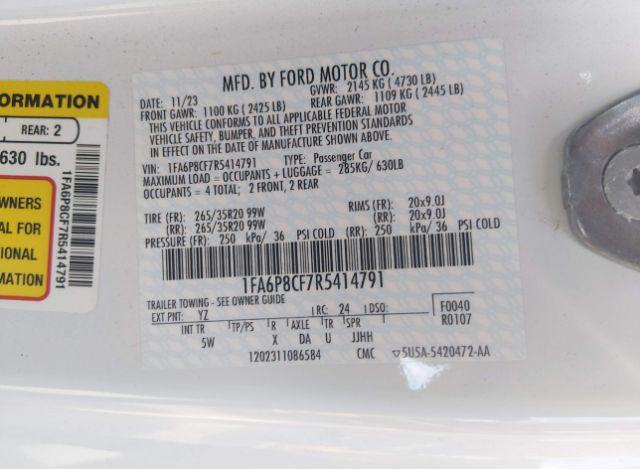 ORMATION
REAR: 2
630 lbs.
WNERS
L FOR
TIONAL
MATION
1FA6P8CF7R5414791
MFD. BY FORD MOTOR CO.
DATE: 11/23 GVWR: 2145 KG ( 4730 LB)
FRONT GAWR: 1100 KG ( 2425 LB) REAR GAWR: 1109 KG ( 2445 LB)
THIS VEHICLE CONFORMS TO ALL APPLICABLE FEDERAL MOTOR
VEHICLE SAFETY, BUMPER, AND THEFT PREVENTION STANDARDS
IN EFFECT ON THE DATE OF MANUFACTURE SHOWN ABOVE.
VIN: 1FA6P8CF7R5414791 TYPE: Passenger Car
MAXIMUM LOAD = OCCUPANTS + LUGGAGE = 285KG/ 630LB
OCCUPANTS = 4 TOTAL; 2 FRONT, 2 REAR
TIRE (FR): 265/35R20 99W RIMS (FR): 20x9.0J
(RR): 265/35R20 99W (RR): 20x9.0J
PRESSURE (FR): 250 kPa/ 36 PSI COLD (RR): 250 kPa/ 36 PSI COLD
1FA6P8CF7R5414791
TRAILER TOWING - SEE OWNER GUIDE
EXT PNT: YZ RC: 24 DSO: F0040
INT TR TP/PS R AXLE TR SPR R0107
5W X DA U JJHH
1202311086584 CMC ▽5U5A-5420472-AA